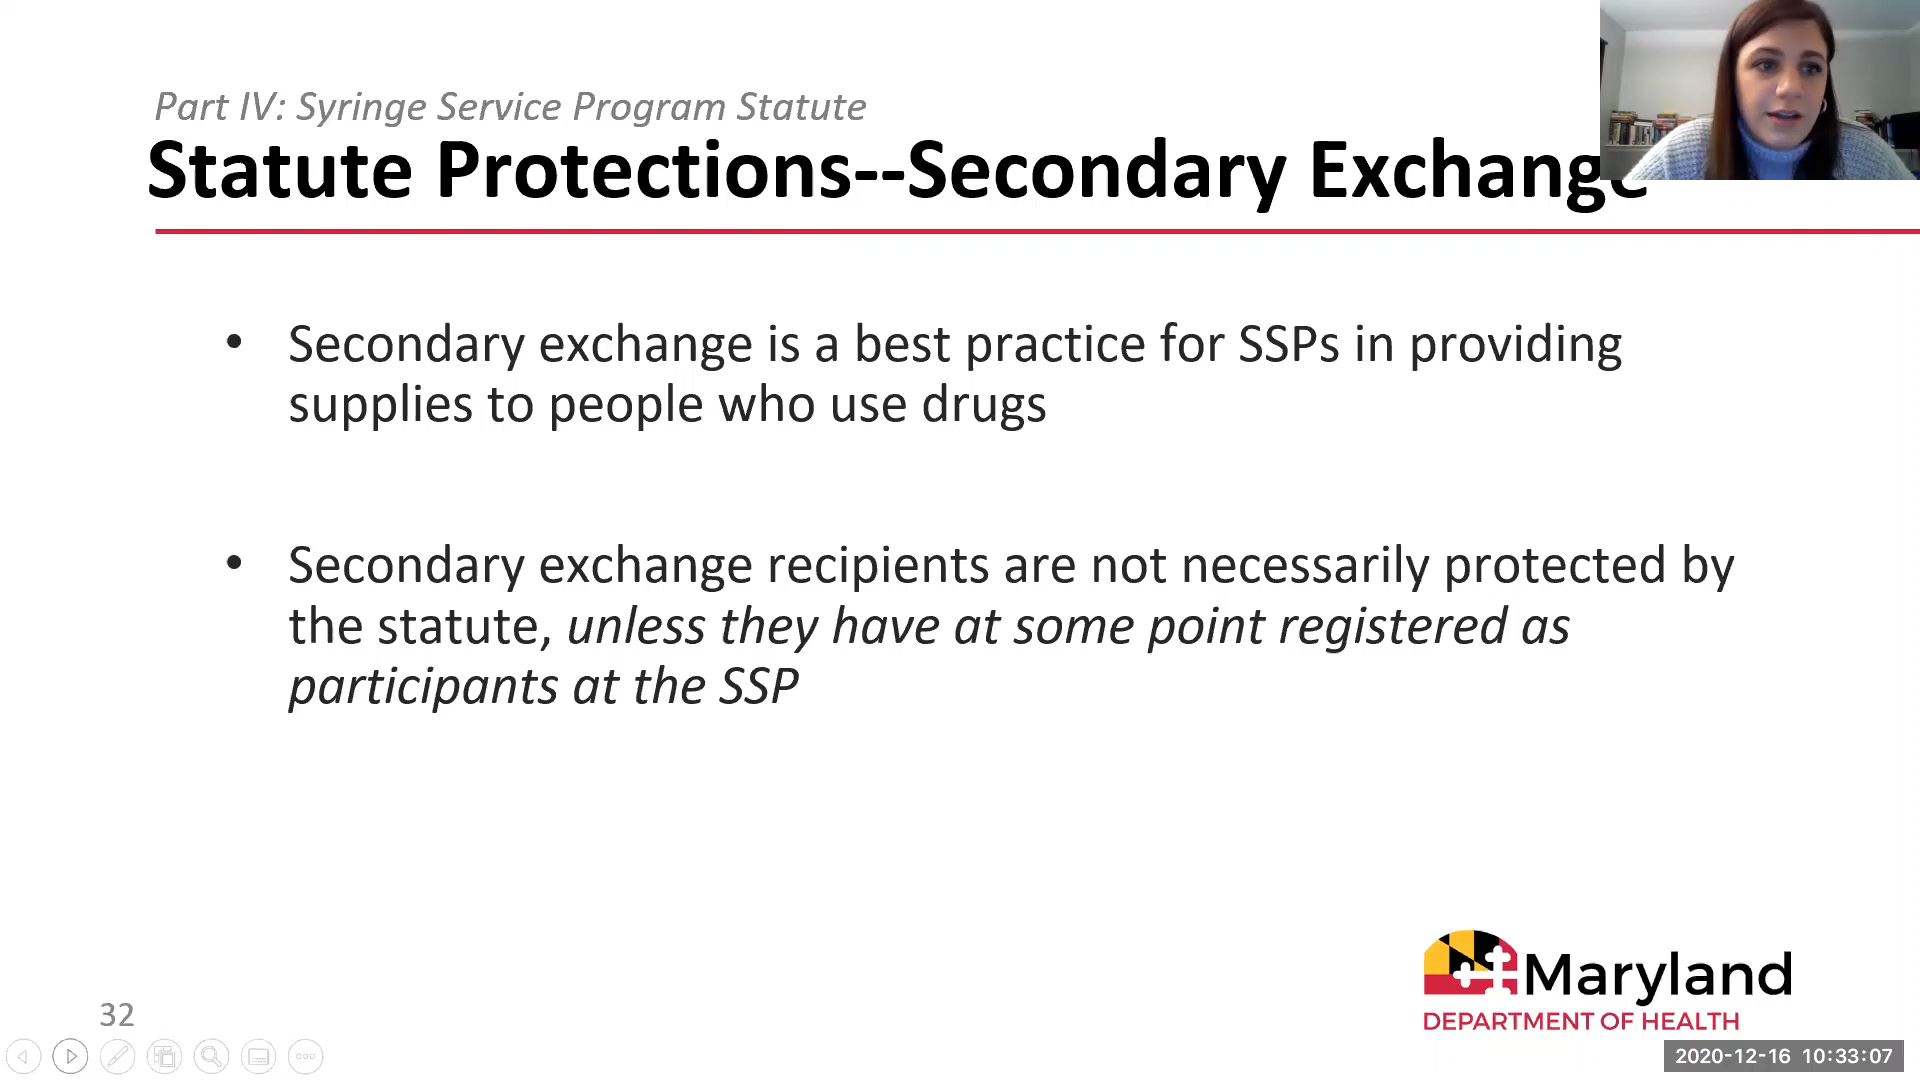 Part IV: Syringe Service Program Statute
Statute Protections--Secondary Exchange
• Secondary exchange is a best practice for SSPs in providing
supplies to people who use drugs
• Secondary exchange recipients are not necessarily protected by
the statute, unless they have at some point registered as
participants at the SSP
Maryland
DEPARTMENT OF HEALTH
32
2020-12-16 10:33:07